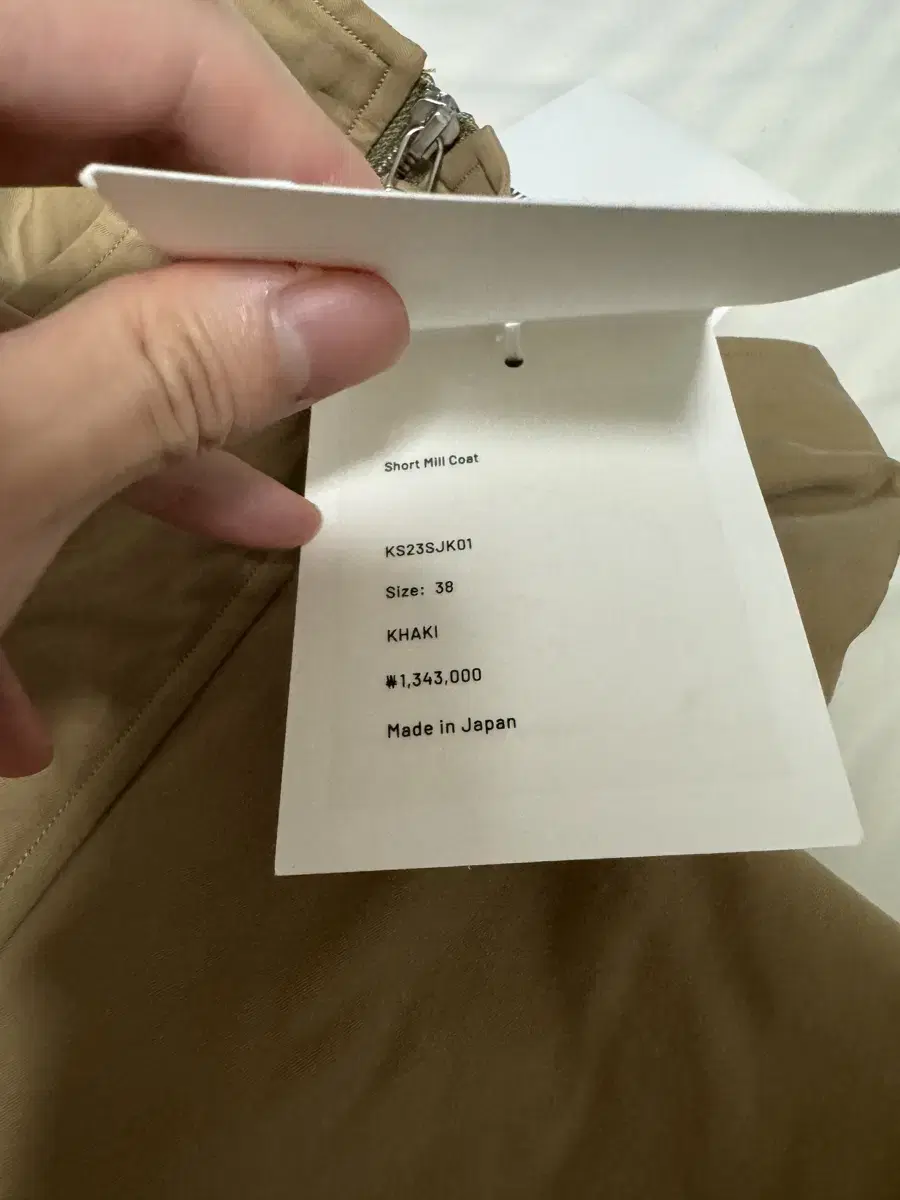 Short Mill Coat
KS23SJK01
Size: 38
KHAKI
₩1,343,000
Made in Japan